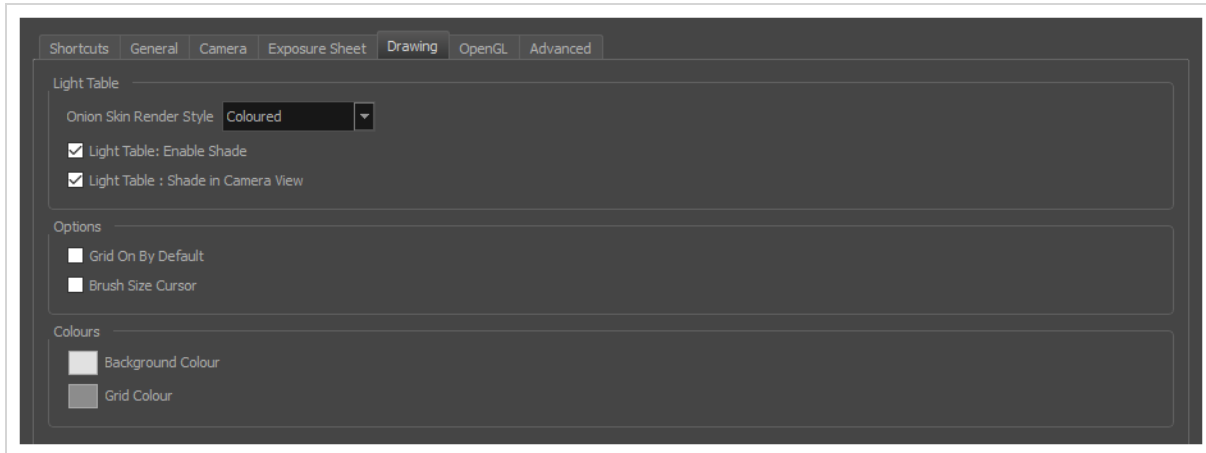 Shortcuts General Camera Exposure Sheet Drawing OpenGL Advanced
Light Table
Onion Skin Render Style Coloured
Light Table: Enable Shade
Light Table : Shade in Camera View
Options
Grid On By Default
Brush Size Cursor
Colours
Background Colour
Grid Colour